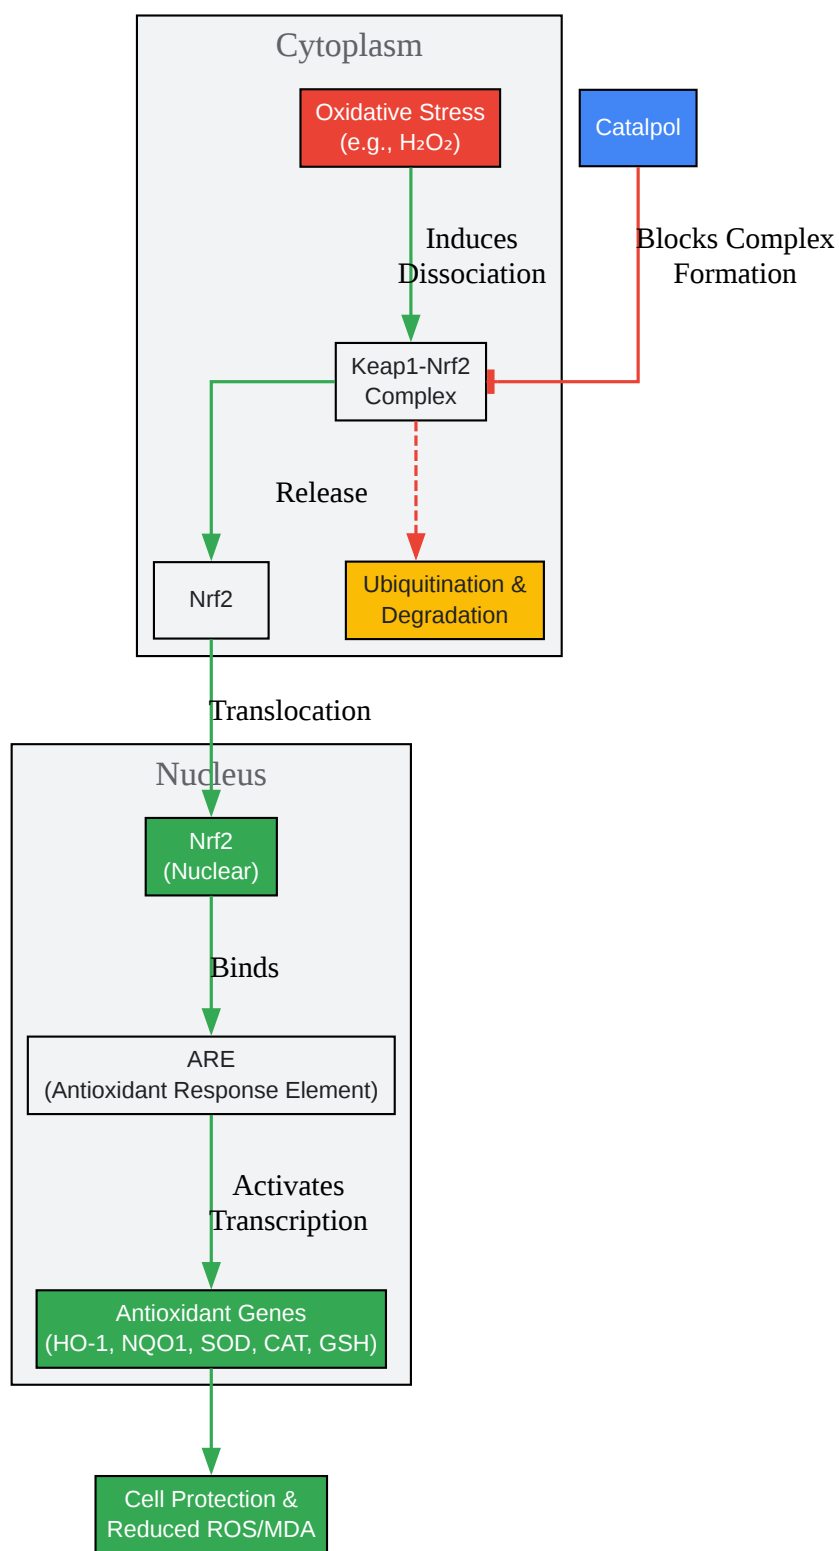 Cytoplasm
Oxidative Stress
(e.g., H₂O₂)
Catalpol
Induces
Dissociation
Blocks Complex
Formation
Keap1-Nrf2
Complex
Release
Nrf2
Ubiquitination &
Degradation
Translocation
Nucleus
Nrf2
(Nuclear)
Binds
ARE
(Antioxidant Response Element)
Activates
Transcription
Antioxidant Genes
(HO-1, NQO1, SOD, CAT, GSH)
Cell Protection &
Reduced ROS/MDA